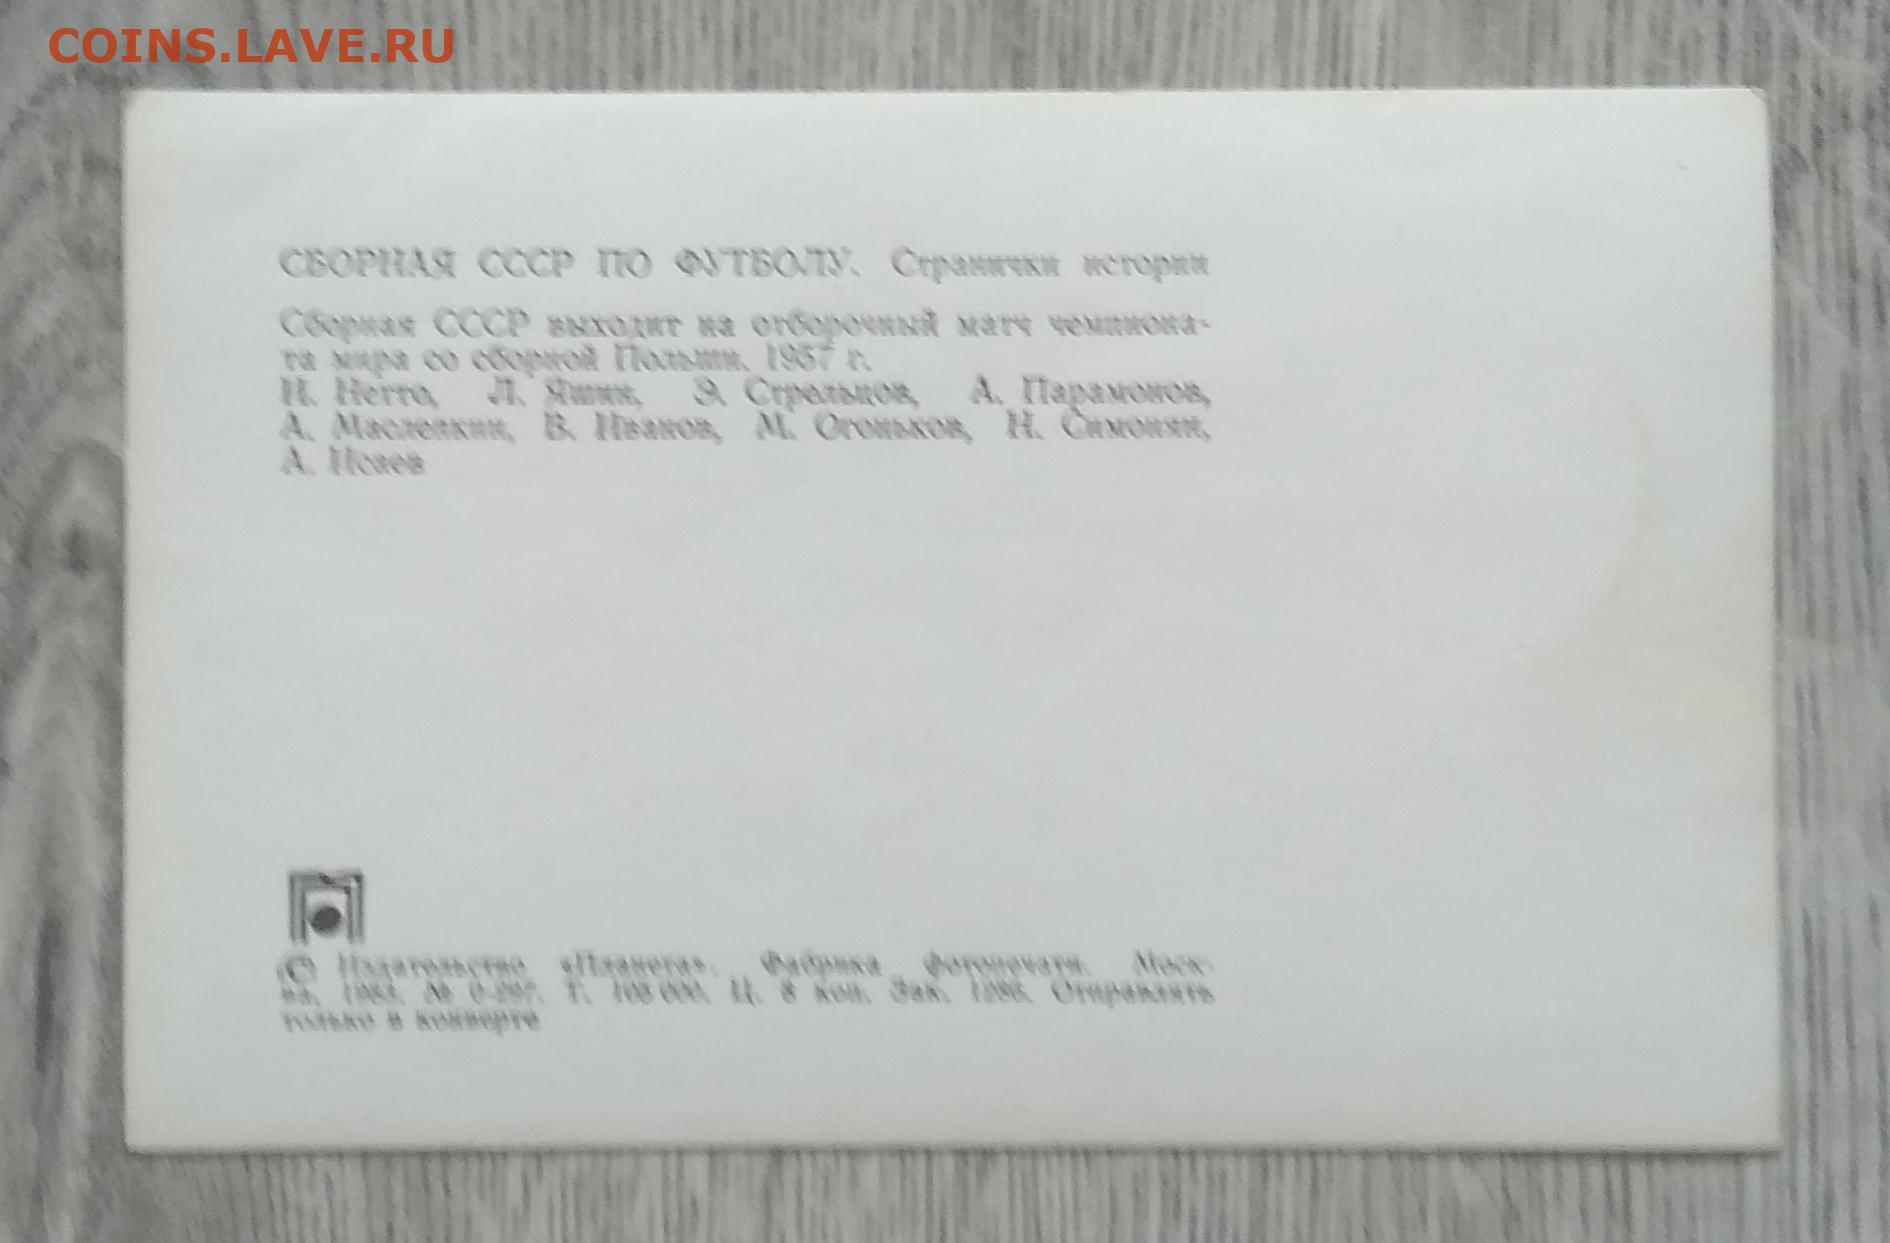 COINS.LAVE.RU
СБОРНАЯ СССР ПО ФУТБОЛУ. Странички истории
Сборная СССР выходит на отборочный матч чемпиона-
та мира со сборной Польши. 1957 г.
И. Нетто, Л. Яшин, Э. Стрельцов, А. Парамонов,
А. Масленкин, В. Иванов, М. Огоньков, Н. Симонян,
А. Исаев
© Издательство «Планета». Фабрика фотопечати. Моск-
ва. № Т. Ц. 8 коп. Зак. Отправлять
только в конверте